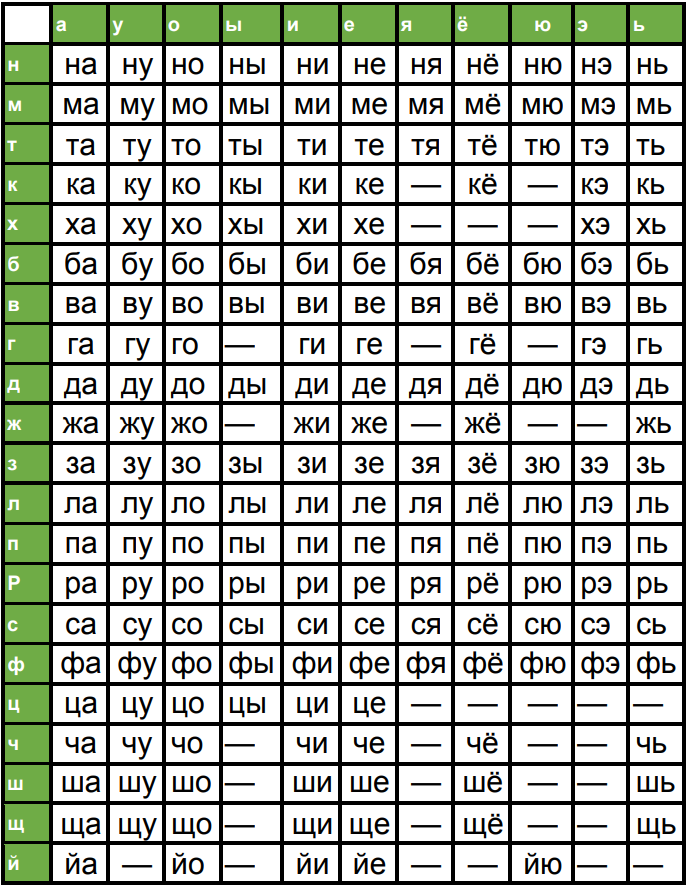 а у о ы и е я ё ю э ь
н на ну но ны ни не ня нё ню нэ нь
м ма му мо мы ми ме мя мё мю мэ мь
т та ту то ты ти те тя тё тю тэ ть
к ка ку ко кы ки ке — кё — кэ кь
х ха ху хо хы хи хе — — — хэ хь
б ба бу бо бы би бе бя бё бю бэ бь
в ва ву во вы ви ве вя вё вю вэ вь
г га гу го — ги ге — гё — гэ гь
д да ду до ды ди де дя дё дю дэ дь
ж жа жу жо — жи же — жё — — жь
з за зу зо зы зи зе зя зё зю зэ зь
л ла лу ло лы ли ле ля лё лю лэ ль
п па пу по пы пи пе пя пё пю пэ пь
Р ра ру ро ры ри ре ря рё рю рэ рь
с са су со сы си се ся сё сю сэ сь
ф фа фу фо фы фи фе фя фё фю фэ фь
ц ца цу цо цы ци це — — — — —
ч ча чу чо — чи че — чё — — чь
ш ша шу шо — ши ше — шё — — шь
щ ща щу що — щи ще — щё — — щь
й йа — йо — йи йе — — йю — —